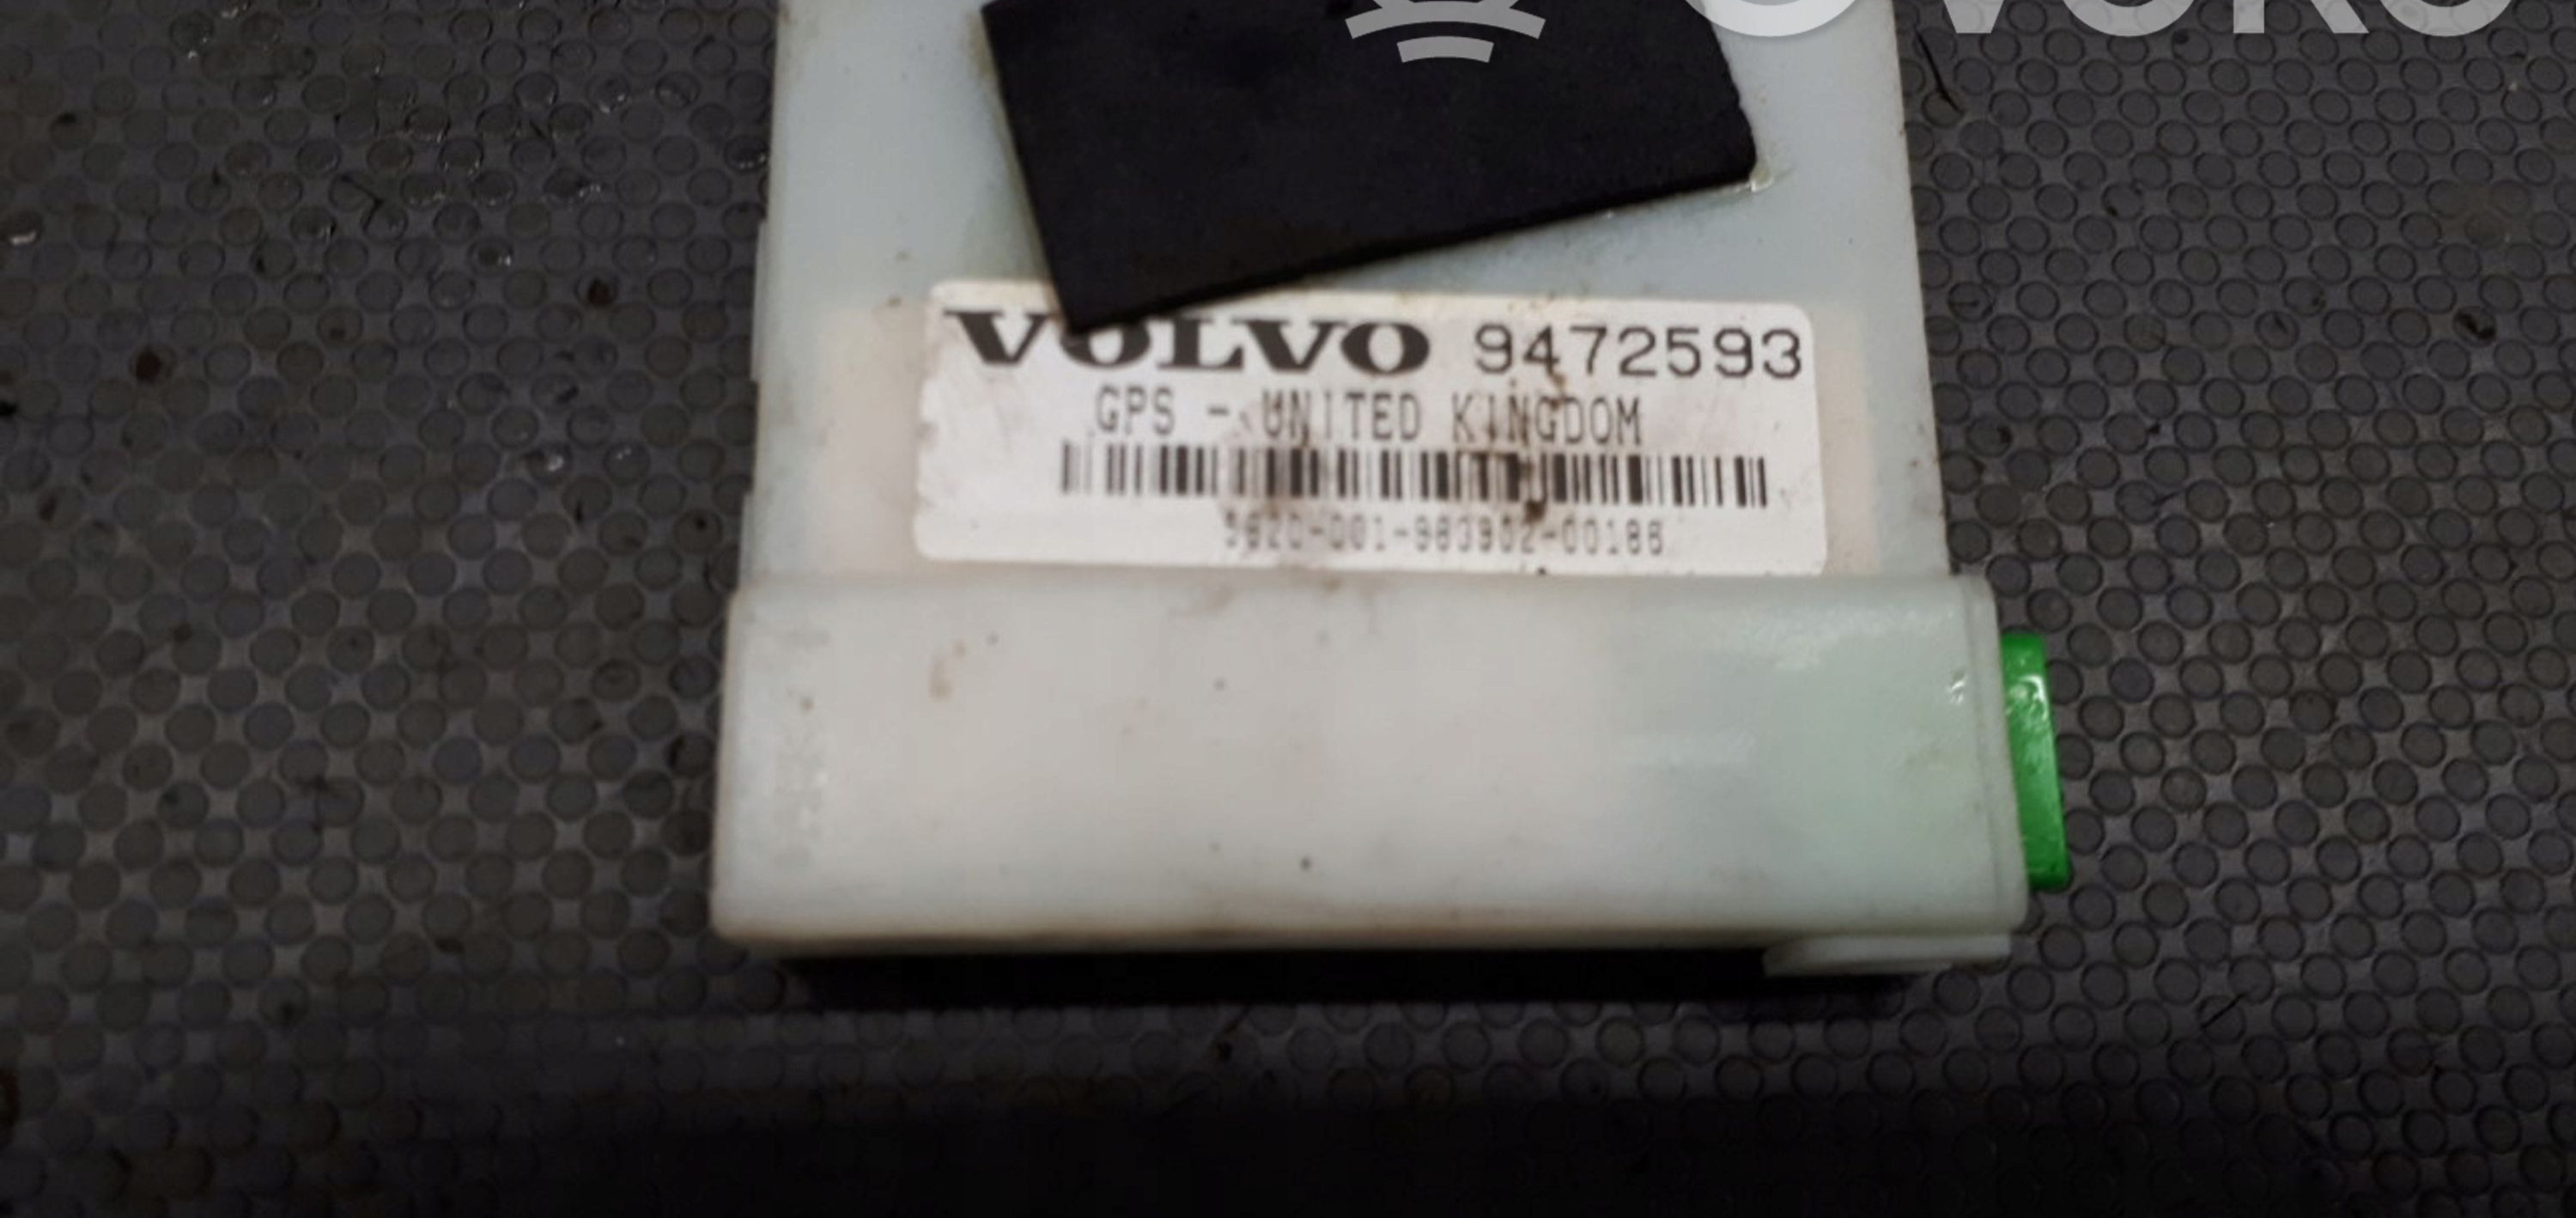 VOLVO 9472593
GPS - UNITED KINGDOM